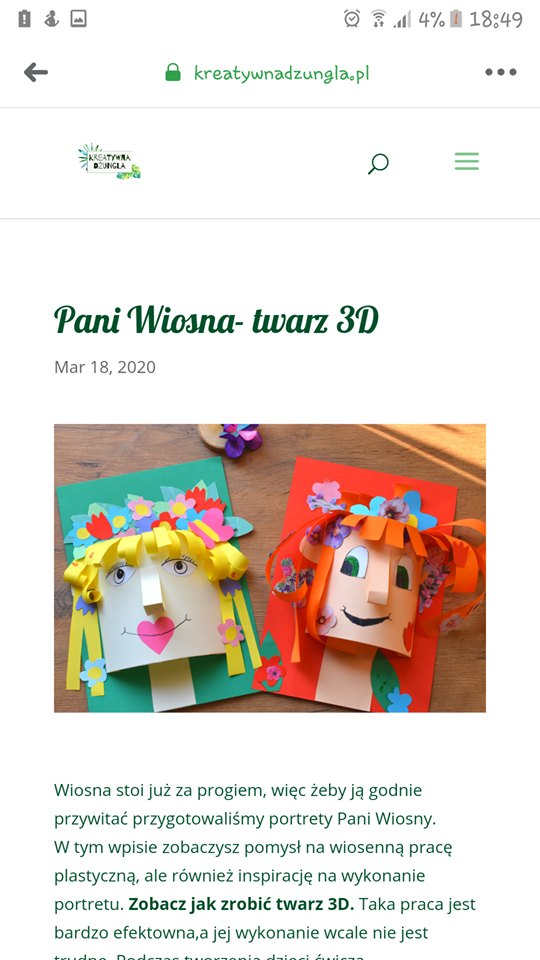 4% 18:49
kreatywnadzungla.pl
KREATYWNA
DŻUNGLA
Pani Wiosna- twarz 3D
Mar 18, 2020
Wiosna stoi już za progiem, więc żeby ją godnie
przywitać przygotowaliśmy portrety Pani Wiosny.
W tym wpisie zobaczysz pomysł na wiosenną pracę
plastyczną, ale również inspirację na wykonanie
portretu. Zobacz jak zrobić twarz 3D. Taka praca jest
bardzo efektowna,a jej wykonanie wcale nie jest
trudne. Podczas tworzenia dzieci ćwiczą